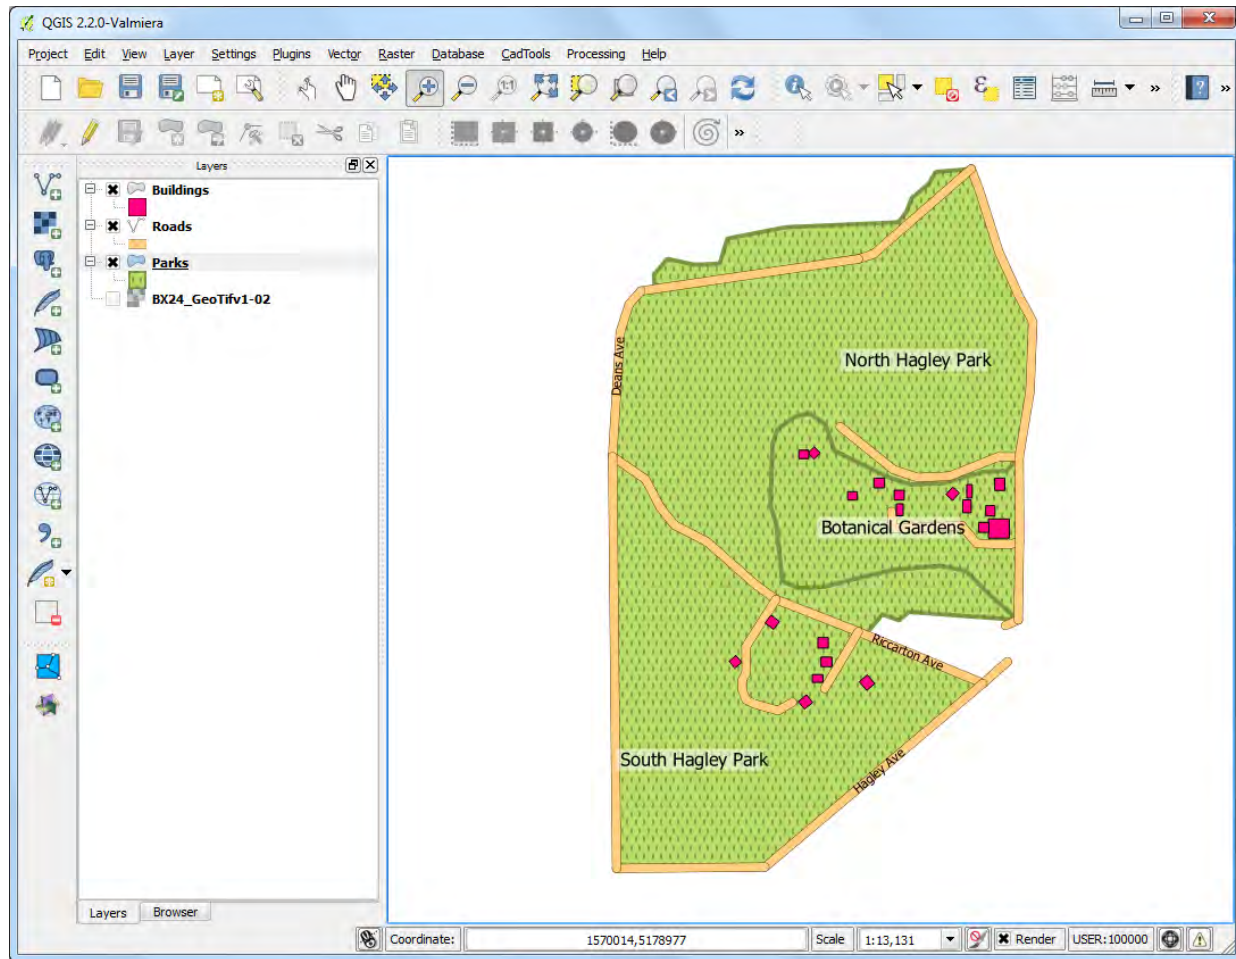 QGIS 2.2.0-Valmiera
Project Edit View Layer Settings Plugins Vector Raster Database CadTools Processing Help
1:1
ε
?
»
»
»
Layers
Buildings
Roads
Parks
BX24_GeoTifv1-02
North Hagley Park
Deans Ave
Botanical Gardens
Riccarton Ave
South Hagley Park
Hagley Ave
Layers Browser
Coordinate: 1570014,5178977 Scale 1:13,131 Render USER:100000